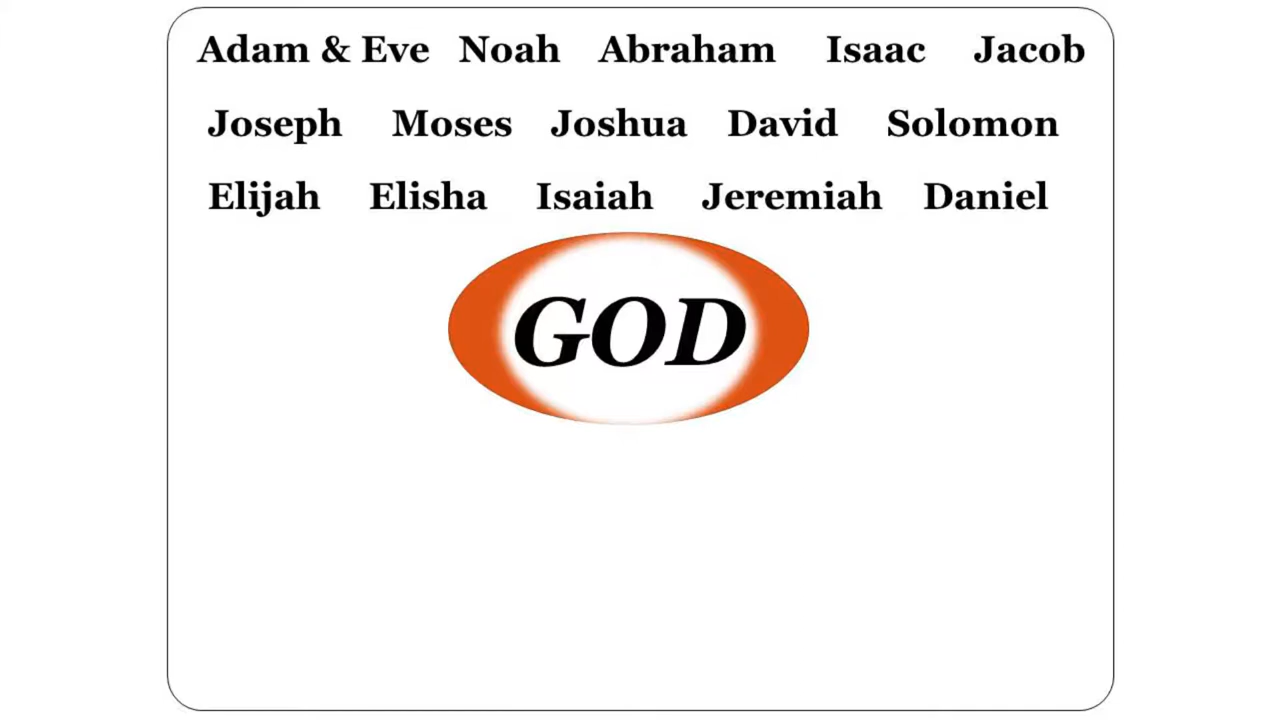 Adam & Eve Noah Abraham Isaac Jacob
Joseph Moses Joshua David Solomon
Elijah Elisha Isaiah Jeremiah Daniel
GOD